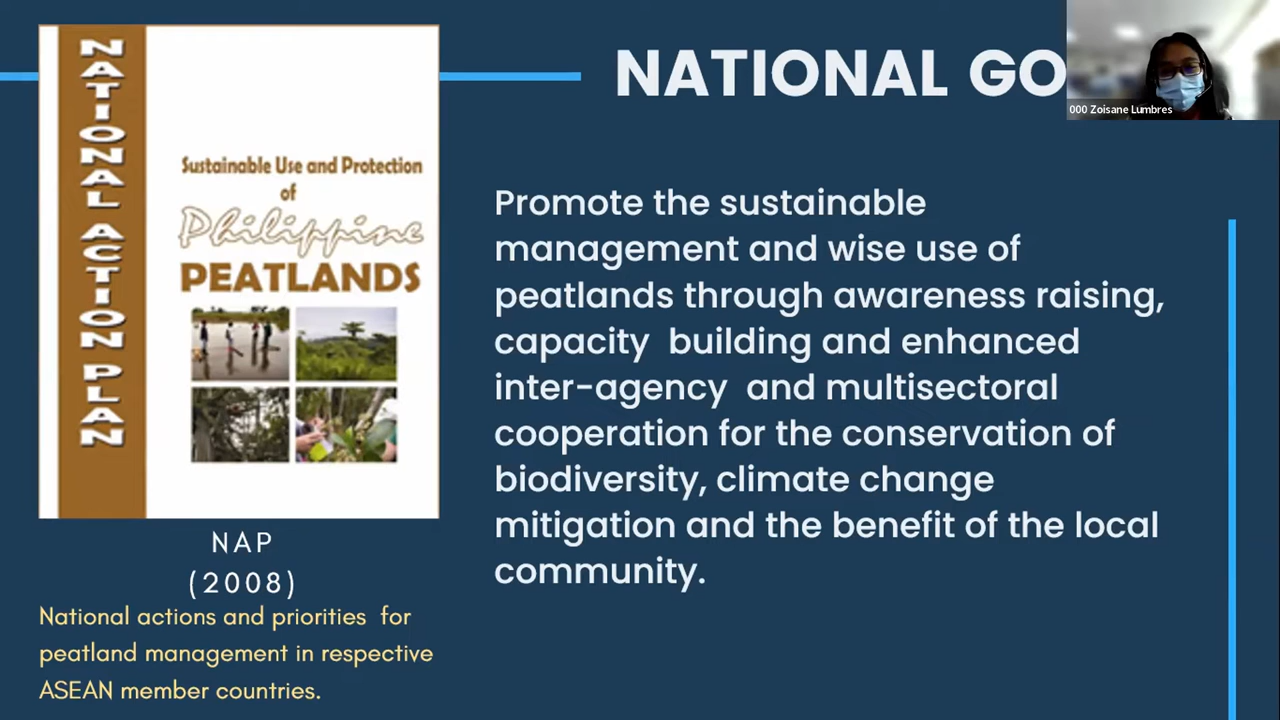 NATIONAL ACTION PLAN
Sustainable Use and Protection
of
Philippine
PEATLANDS
NAP
(2008)
National actions and priorities for
peatland management in respective
ASEAN member countries.
NATIONAL GO
Promote the sustainable
management and wise use of
peatlands through awareness raising,
capacity building and enhanced
inter-agency and multisectoral
cooperation for the conservation of
biodiversity, climate change
mitigation and the benefit of the local
community.
000 Zoisane Lumbres